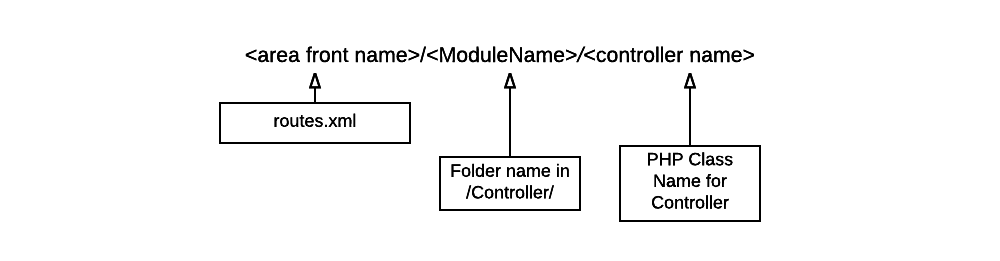 <area front name>/<ModuleName>/<controller name>
routes.xml
Folder name in
/Controller/
PHP Class
Name for
Controller